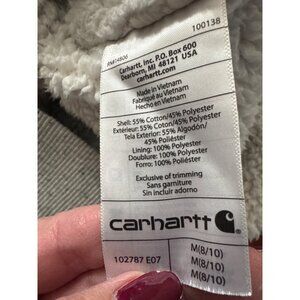 100138
RN#14806
Carhartt, Inc. P.O. Box 600
Dearborn, MI 48121 USA
carhartt.com
Made in Vietnam
Fabriqué au Vietnam
Hecho en Vietnam
Shell: 55% Cotton/45% Polyester
Extérieur: 55% Coton/45% Polyester
Tela Exterior: 55% Algodón/
45% Poliéster
Lining: 100% Polyester
Doublure: 100% Polyester
Forro: 100% Poliéster
Exclusive of trimming
Sans garniture
Sin incluir adorno
carhartt
102787 E07
M(8/10)
M(8/10)
M(8/10)